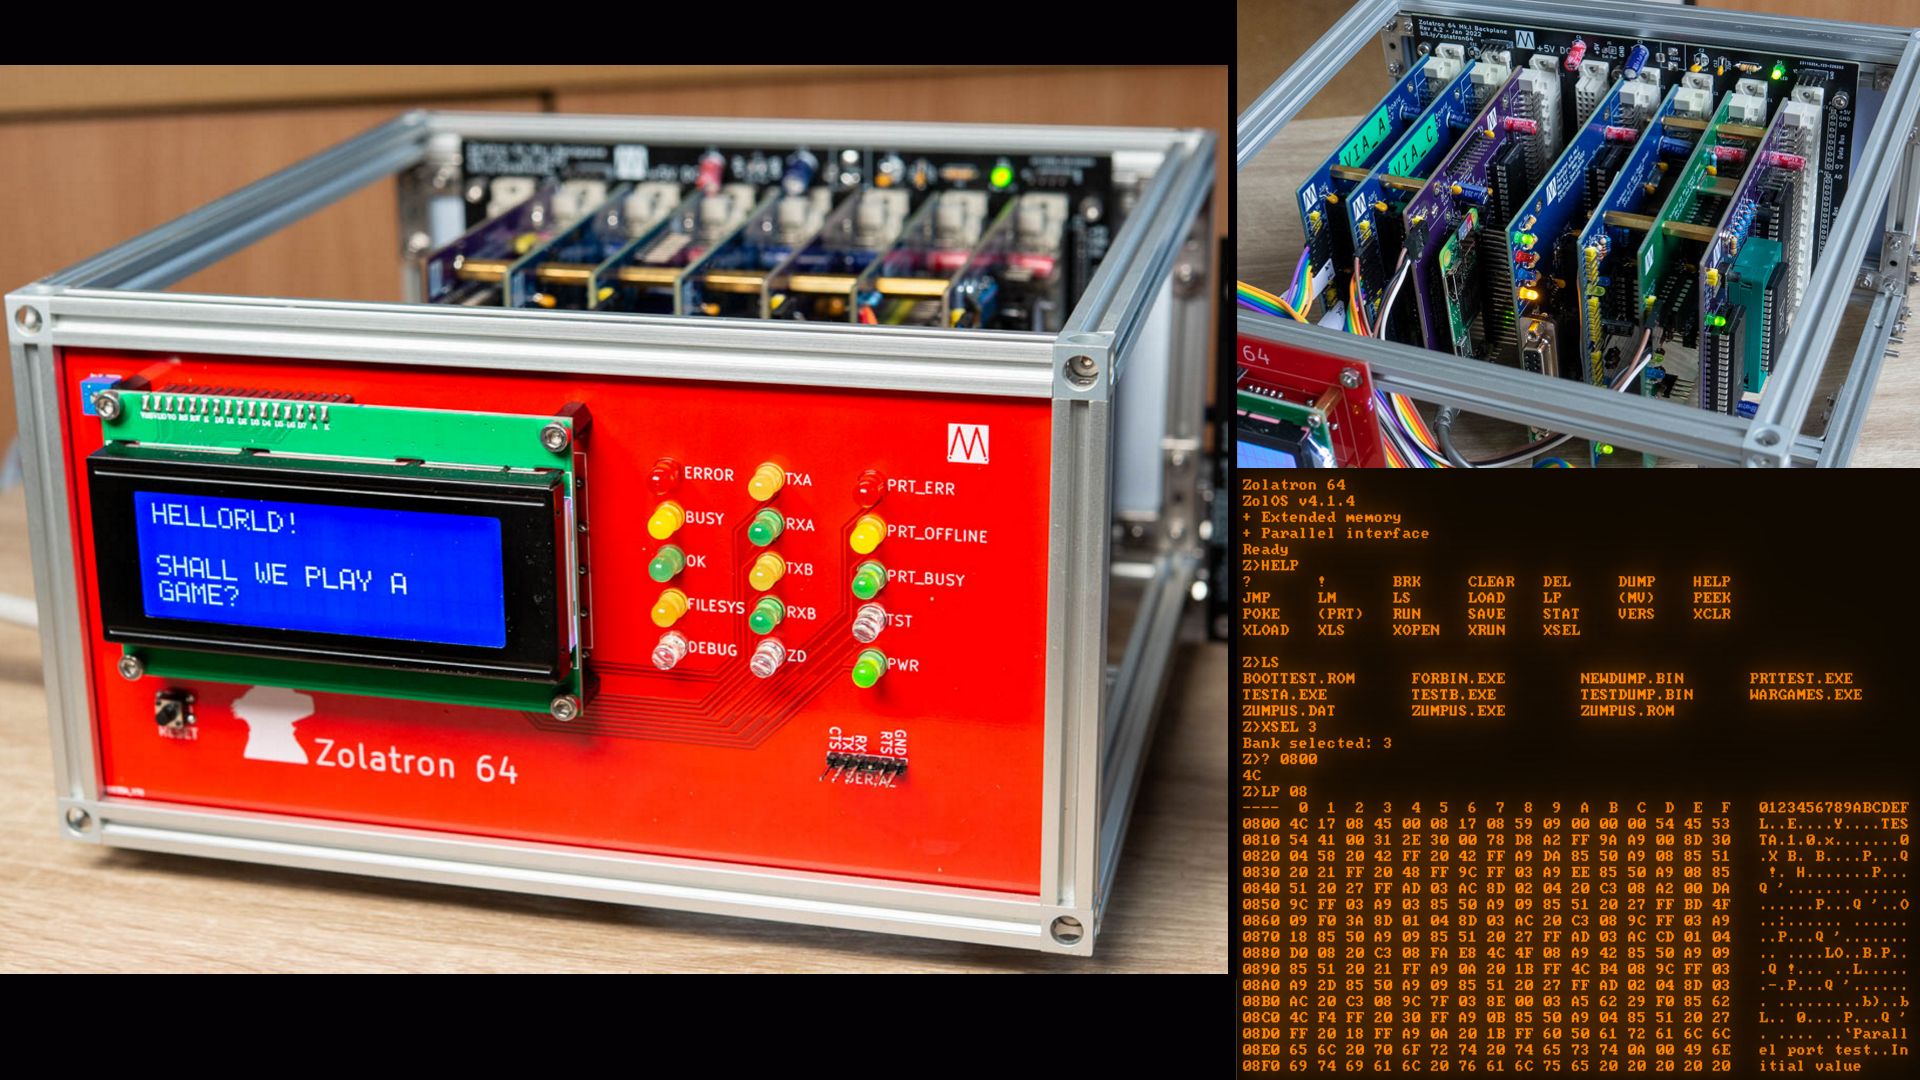 HELLORLD!
SHALL WE PLAY A
GAME?
ERROR
BUSY
OK
FILESYS
DEBUG
TXA
RXA
TXB
RXB
ZD
PRT_ERR
PRT_OFFLINE
PRT_BUSY
TST
PWR
RESET
Zolatron 64
CTS
TX
RX
RTS
GND
SERIAL
Zolatron 64 Mk.I Backplane
Rev A.2 - Jan 2022
bit.ly/zolatron64
+5V DC
VIA_A
VIA_C
64
Zolatron 64
ZolOS v4.1.4
+ Extended memory
+ Parallel interface
Ready
Z>HELP
? ! BRK CLEAR DEL DUMP HELP
JMP LM LS LOAD LP (MV) PEEK
POKE (PRT) RUN SAVE STAT VERS XCLR
XLOAD XLS XOPEN XRUN XSEL
Z>LS
BOOTTEST.ROM FORBIN.EXE NEWDUMP.BIN PRTTEST.EXE
TESTA.EXE TESTB.EXE TESTDUMP.BIN WARGAMES.EXE
ZUMPUS.DAT ZUMPUS.EXE ZUMPUS.ROM
Z>XSEL 3
Bank selected: 3
Z>? 0800
4C
Z>LP 08
---- 0 1 2 3 4 5 6 7 8 9 A B C D E F 0123456789ABCDEF
0800 4C 17 08 45 00 08 17 08 59 09 00 00 00 54 45 53 L..E....Y....TES
0810 54 41 00 31 2E 30 00 78 D8 A2 FF 9A A9 00 8D 30 TA.1.0.x.......0
0820 04 58 20 42 FF 20 42 FF A9 DA 85 50 A9 08 85 51 .X B. B....P...Q
0830 20 21 FF 20 48 FF 9C FF 03 A9 EE 85 50 A9 08 85 !. H.......P...
0840 51 20 27 FF AD 03 AC 8D 02 04 20 C3 08 A2 00 DA Q '....... .....
0850 9C FF 03 A9 03 85 50 A9 09 85 51 20 27 FF BD 4F ......P...Q '..O
0860 09 F0 3A 8D 01 04 8D 03 AC 20 C3 08 9C FF 03 A9 ..:...... ......
0870 18 85 50 A9 09 85 51 20 27 FF AD 03 AC CD 01 04 ..P...Q '.......
0880 D0 08 20 C3 08 FA E8 4C 4F 08 A9 42 85 50 A9 09 .. ....LO..B.P..
0890 85 51 20 21 FF A9 0A 20 1B FF 4C B4 08 9C FF 03 .Q !... ..L.....
08A0 A9 2D 85 50 A9 09 85 51 20 27 FF AD 02 04 8D 03 .-.P...Q '......
08B0 AC 20 C3 08 9C 7F 03 8E 00 03 A5 62 29 F0 85 62 . .........b)..b
08C0 4C F4 FF 20 30 FF A9 0B 85 50 A9 04 85 51 20 27 L.. 0....P...Q '
08D0 FF 20 18 FF A9 0A 20 1B FF 60 50 61 72 61 6C 6C . .... ..`Parall
08E0 65 6C 20 70 6F 72 74 20 74 65 73 74 0A 00 49 6E el port test..In
08F0 69 74 69 61 6C 20 76 61 6C 75 65 20 20 20 20 20 itial value